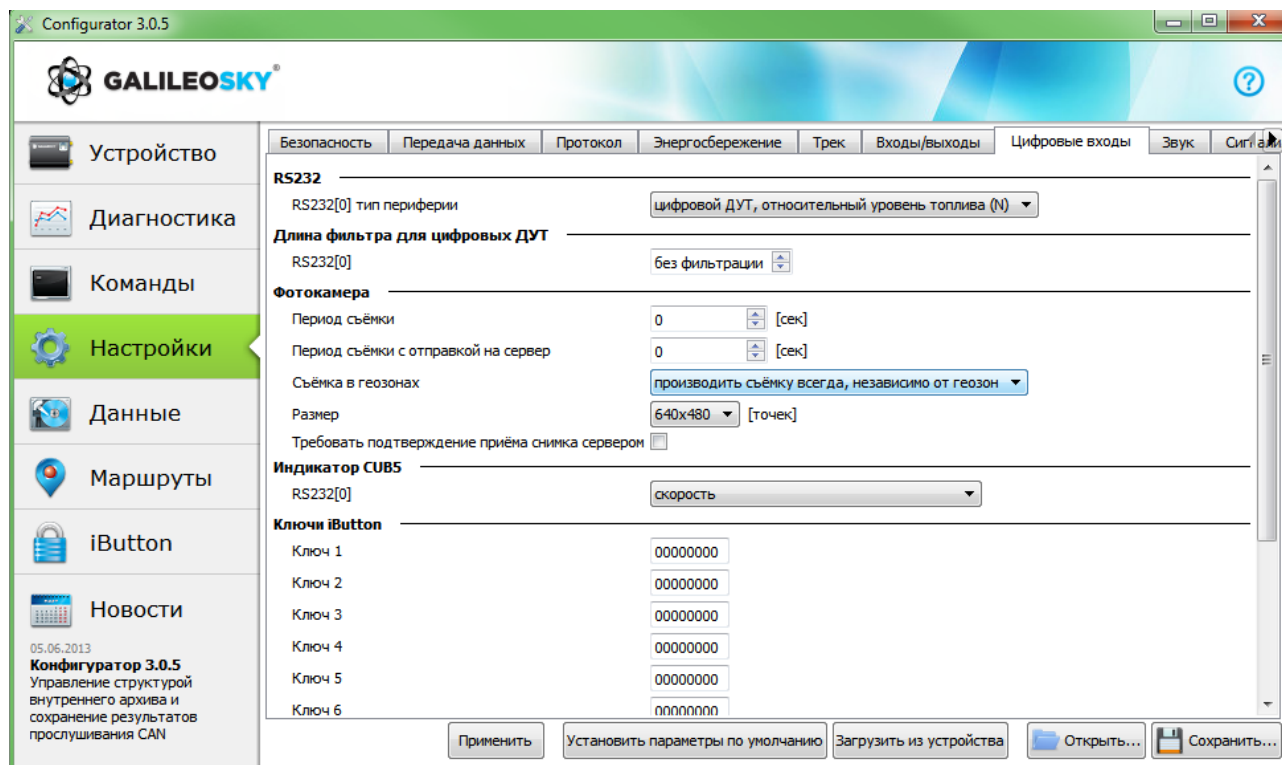 Configurator 3.0.5
GALILEOSKY®
?
Устройство
Диагностика
Команды
Настройки
Данные
Маршруты
iButton
Новости
05.06.2013
Конфигуратор 3.0.5
Управление структурой
внутреннего архива и
сохранение результатов
прослушивания CAN
Безопасность Передача данных Протокол Энергосбережение Трек Входы/выходы Цифровые входы Звук
RS232
RS232[0] тип периферии цифровой ДУТ, относительный уровень топлива (N)
Длина фильтра для цифровых ДУТ
RS232[0] без фильтрации
Фотокамера
Период съёмки 0 [сек]
Период съёмки с отправкой на сервер 0 [сек]
Съёмка в геозонах производить съёмку всегда, независимо от геозон
Размер 640x480 [точек]
Требовать подтверждение приёма снимка сервером
Индикатор CUB5
RS232[0] скорость
Ключи iButton
Ключ 1 00000000
Ключ 2 00000000
Ключ 3 00000000
Ключ 4 00000000
Ключ 5 00000000
Ключ 6 00000000
Применить Установить параметры по умолчанию Загрузить из устройства Открыть... Сохранить...